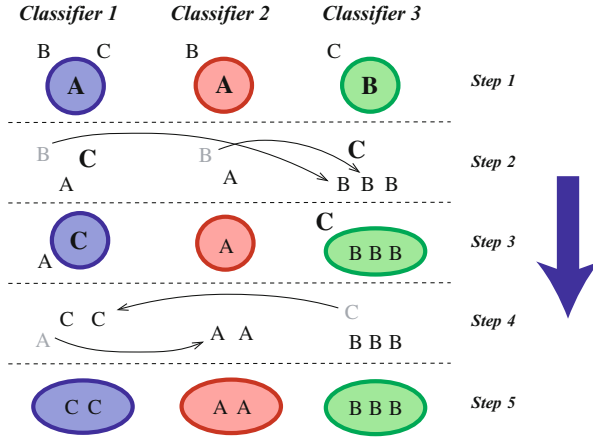 Classifier 1 Classifier 2 Classifier 3
B C B C
A A B Step 1
B C B C Step 2
A A B B B
C
C A B B B Step 3
A
C C C Step 4
A A A B B B
C C A A B B B Step 5